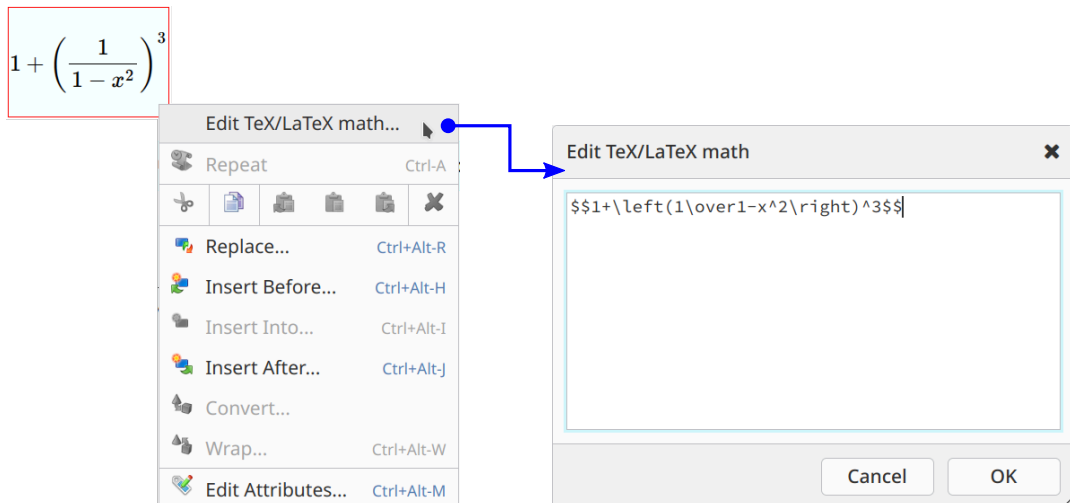 1 + ( 1 / 1 − x² )³
Edit TeX/LaTeX math...
Repeat Ctrl-A
Replace... Ctrl+Alt-R
Insert Before... Ctrl+Alt-H
Insert Into... Ctrl+Alt-I
Insert After... Ctrl+Alt-J
Convert...
Wrap... Ctrl+Alt-W
Edit Attributes... Ctrl+Alt-M
Edit TeX/LaTeX math
$$1+\left(1\over1-x^2\right)^3$$
Cancel OK